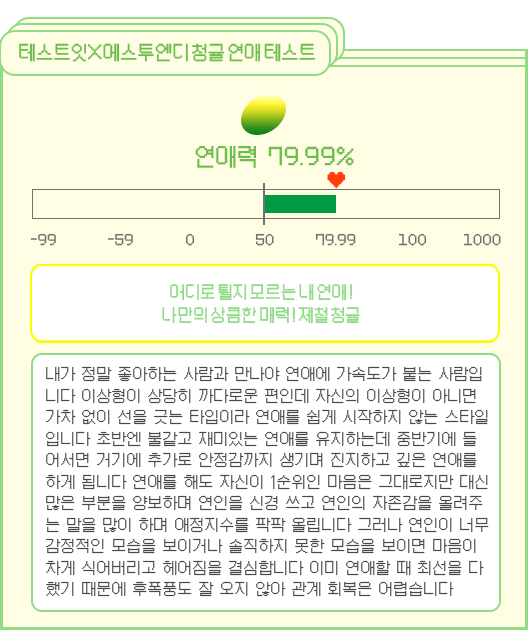 테스트잇X에스투엔디 청귤 연애 테스트
연애력 79.99%
-99 -59 0 50 79.99 100 1000
어디로 튈지 모르는 내 연애!
나만의 상큼한 매력! 제철 청귤
내가 정말 좋아하는 사람과 만나야 연애에 가속도가 붙는 사람입
니다 이상형이 상당히 까다로운 편인데 자신의 이상형이 아니면
가차 없이 선을 긋는 타입이라 연애를 쉽게 시작하지 않는 스타일
입니다 초반엔 불같고 재미있는 연애를 유지하는데 중반기에 들
어서면 거기에 추가로 안정감까지 생기며 진지하고 깊은 연애를
하게 됩니다 연애를 해도 자신이 1순위인 마음은 그대로지만 대신
많은 부분을 양보하며 연인을 신경 쓰고 연인의 자존감을 올려주
는 말을 많이 하며 애정지수를 팍팍 올립니다 그러나 연인이 너무
감정적인 모습을 보이거나 솔직하지 못한 모습을 보이면 마음이
차게 식어버리고 헤어짐을 결심합니다 이미 연애할 때 최선을 다
했기 때문에 후폭풍도 잘 오지 않아 관계 회복은 어렵습니다